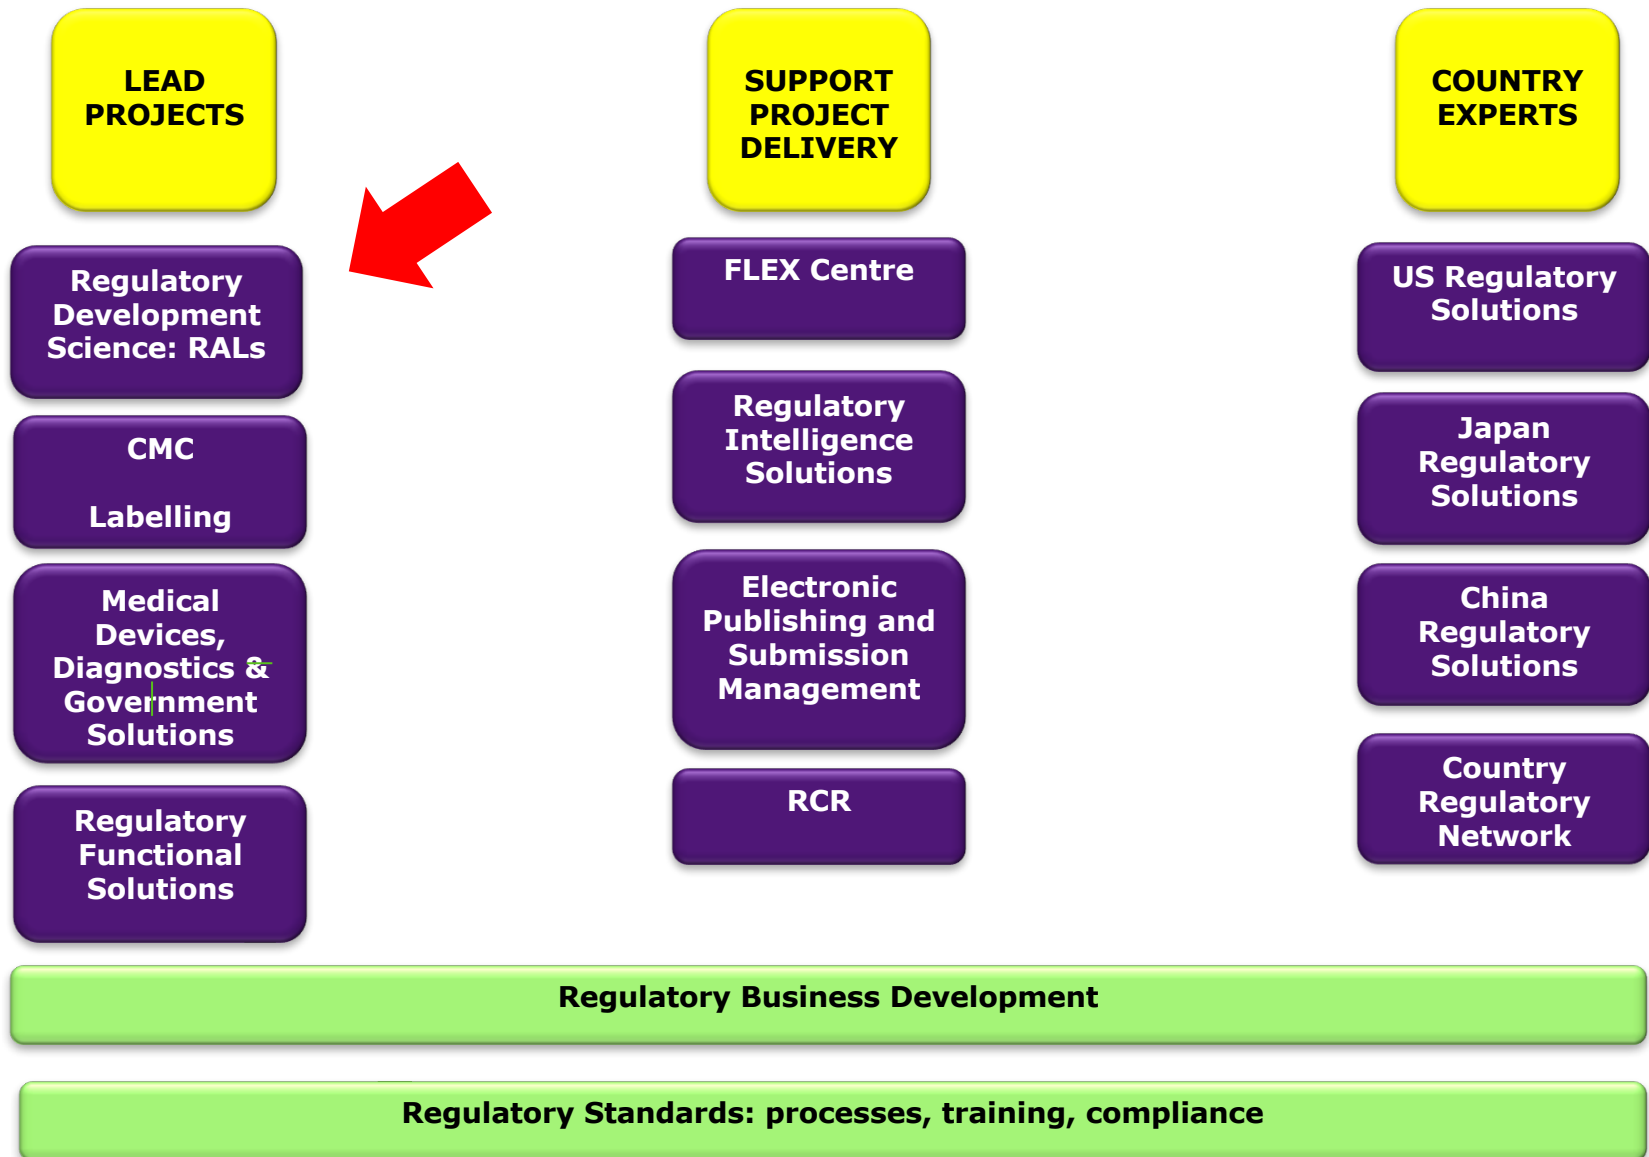 LEAD
PROJECTS
Regulatory
Development
Science: RALs
CMC
Labelling
Medical
Devices,
Diagnostics &
Government
Solutions
Regulatory
Functional
Solutions
SUPPORT
PROJECT
DELIVERY
FLEX Centre
Regulatory
Intelligence
Solutions
Electronic
Publishing and
Submission
Management
RCR
COUNTRY
EXPERTS
US Regulatory
Solutions
Japan
Regulatory
Solutions
China
Regulatory
Solutions
Country
Regulatory
Network
Regulatory Business Development
Regulatory Standards: processes, training, compliance